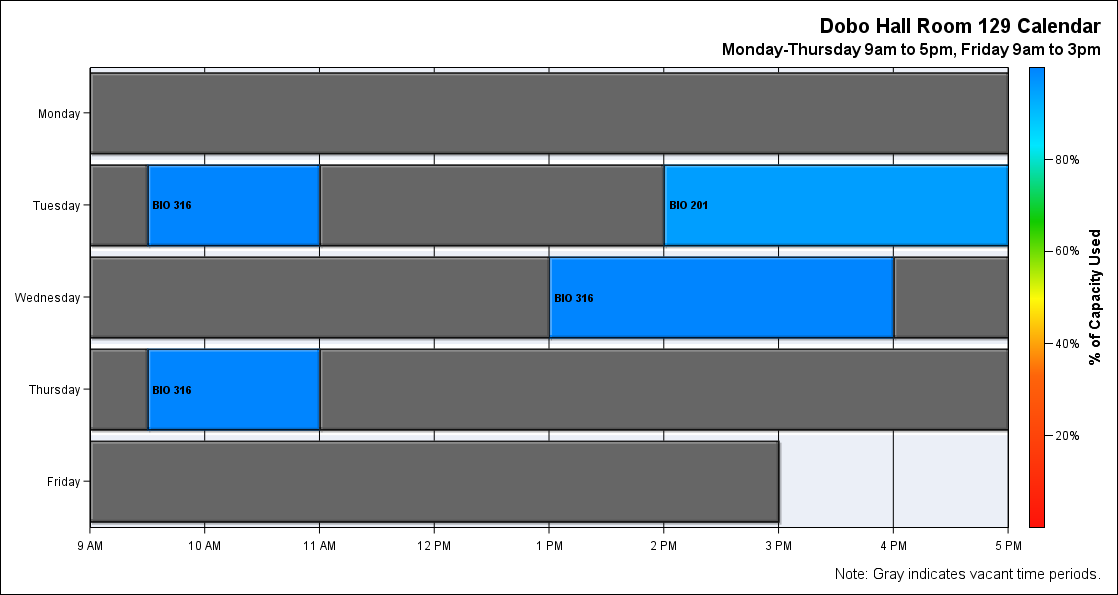 Dobo Hall Room 129 Calendar
Monday-Thursday 9am to 5pm, Friday 9am to 3pm
Monday
Tuesday
BIO 316
BIO 201
Wednesday
BIO 316
Thursday
BIO 316
Friday
9 AM 10 AM 11 AM 12 PM 1 PM 2 PM 3 PM 4 PM 5 PM
80%
60%
40%
20%
% of Capacity Used
Note: Gray indicates vacant time periods.